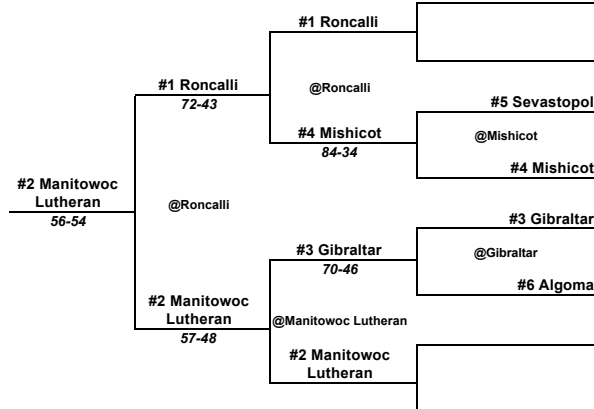 #1 Roncalli
#1 Roncalli
72-43
@Roncalli
#5 Sevastopol
#4 Mishicot
84-34
@Mishicot
#4 Mishicot
#2 Manitowoc
Lutheran
56-54
@Roncalli
#3 Gibraltar
#3 Gibraltar
70-46
@Gibraltar
#6 Algoma
#2 Manitowoc
Lutheran
57-48
@Manitowoc Lutheran
#2 Manitowoc
Lutheran